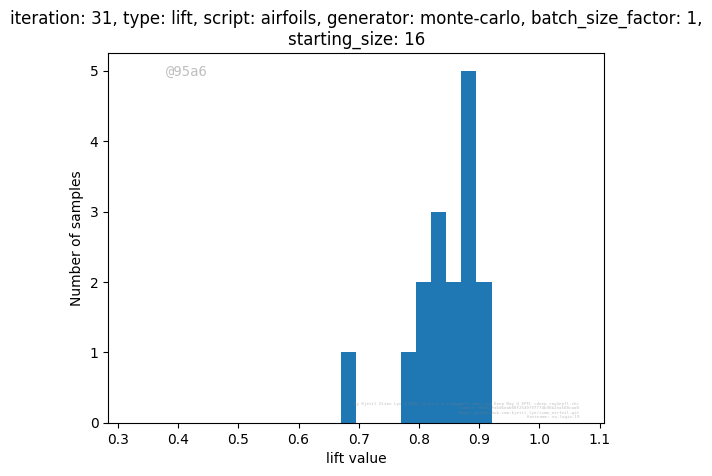 iteration: 31, type: lift, script: airfoils, generator: monte-carlo, batch_size_factor: 1,
starting_size: 16
@95a6
Number of samples
5
4
3
2
1
0
0.3 0.4 0.5 0.6 0.7 0.8 0.9 1.0 1.1
lift value